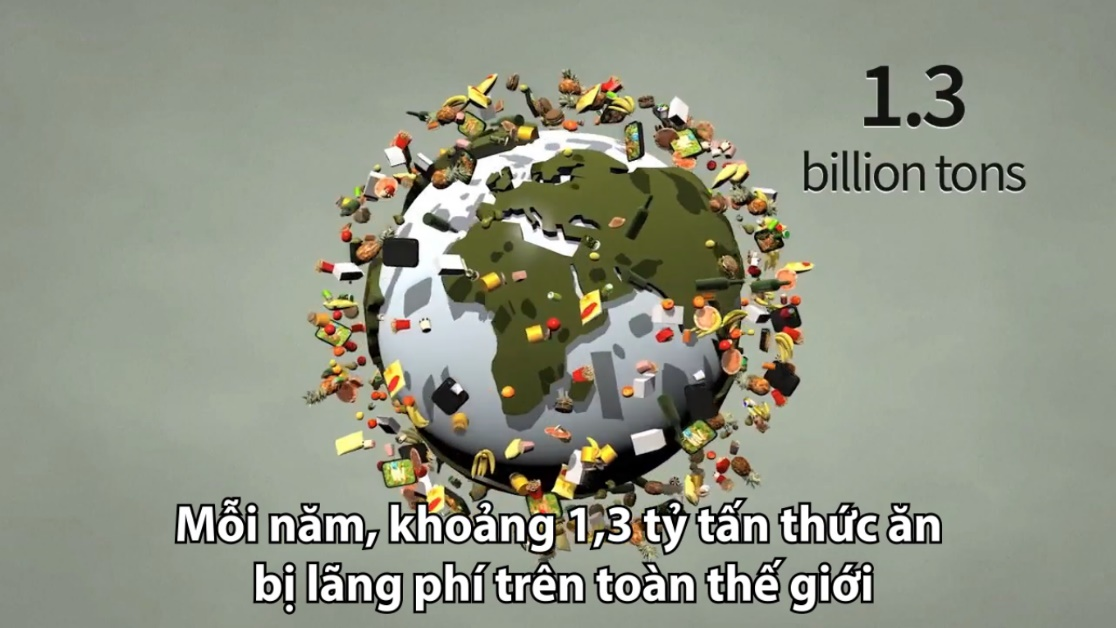 1.3
billion tons
Mỗi năm, khoảng 1,3 tỷ tấn thức ăn
bị lãng phí trên toàn thế giới